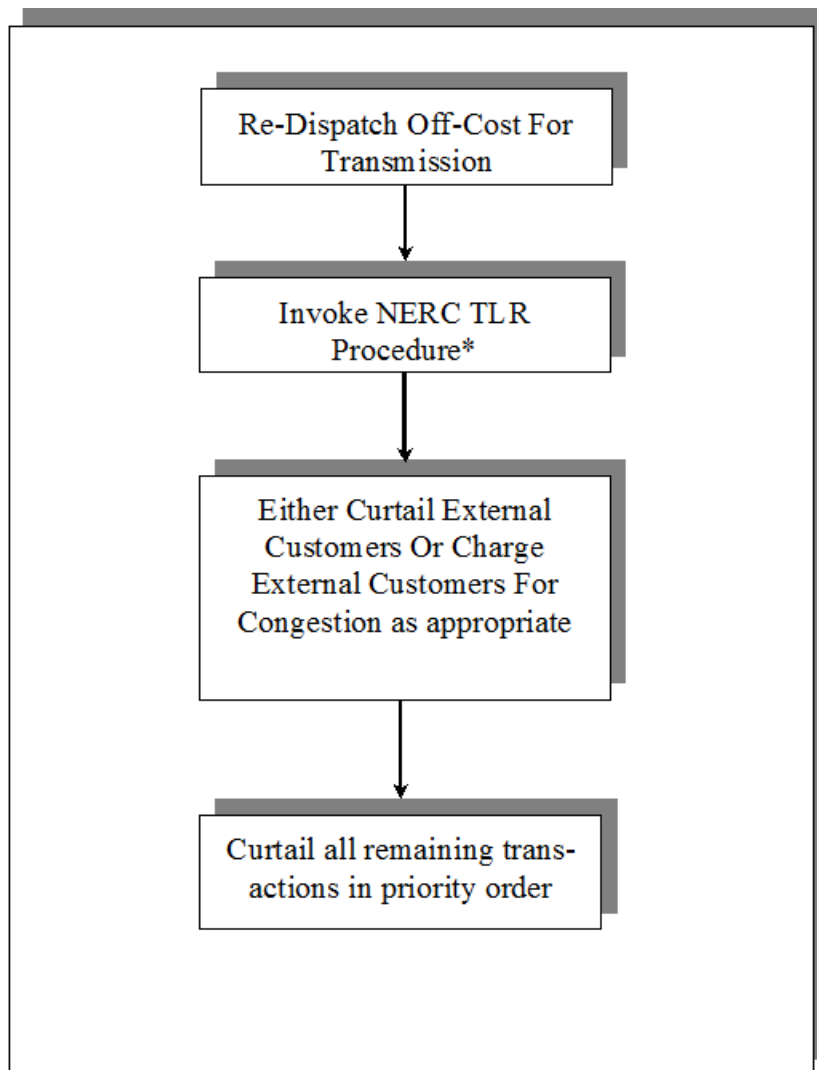 Re-Dispatch Off-Cost For
Transmission
Invoke NERC TLR
Procedure*
Either Curtail External
Customers Or Charge
External Customers For
Congestion as appropriate
Curtail all remaining trans-
actions in priority order